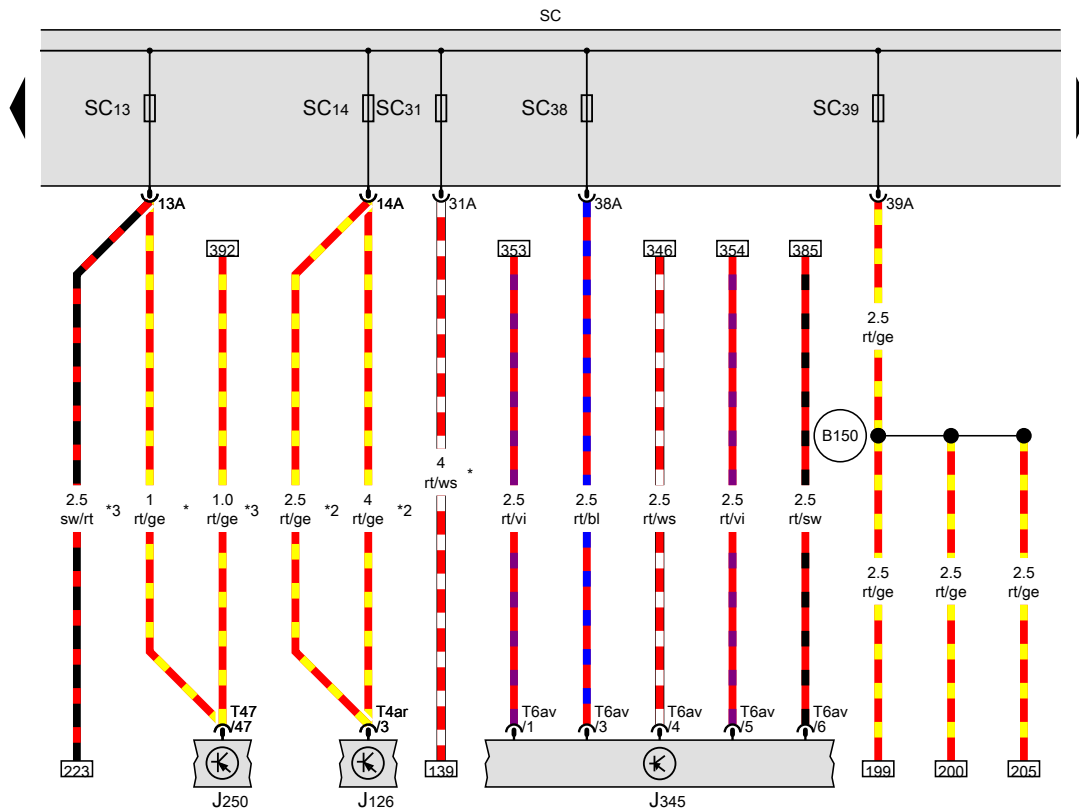 SC
SC13
SC14
SC31
SC38
SC39
13A
14A
31A
38A
39A
392
353
346
354
385
2.5
rt/ge
B150
4
rt/ws
*
2.5
sw/rt
*3
1
rt/ge
*
1.0
rt/ge
*3
2.5
rt/ge
*2
4
rt/ge
*2
2.5
rt/vi
2.5
rt/bl
2.5
rt/ws
2.5
rt/vi
2.5
rt/sw
2.5
rt/ge
2.5
rt/ge
2.5
rt/ge
T47
/47
T4ar
/3
T6av
/1
T6av
/3
T6av
/4
T6av
/5
T6av
/6
223
139
199
200
205
J250
J126
J345